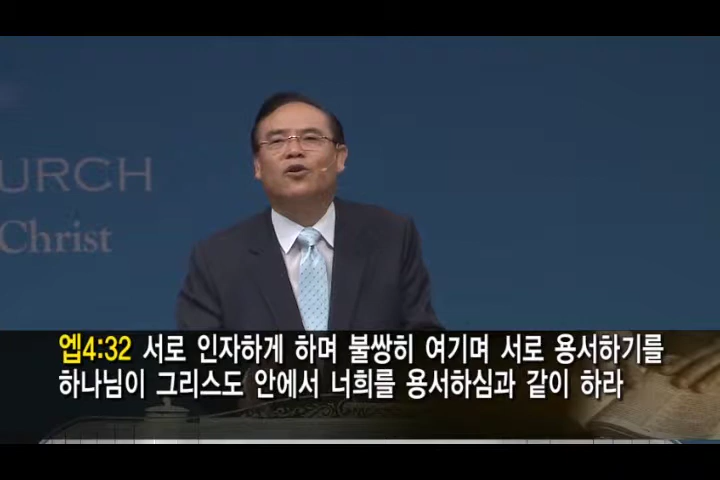 URCH
Christ
엡4:32 서로 인자하게 하며 불쌍히 여기며 서로 용서하기를
하나님이 그리스도 안에서 너희를 용서하심과 같이 하라